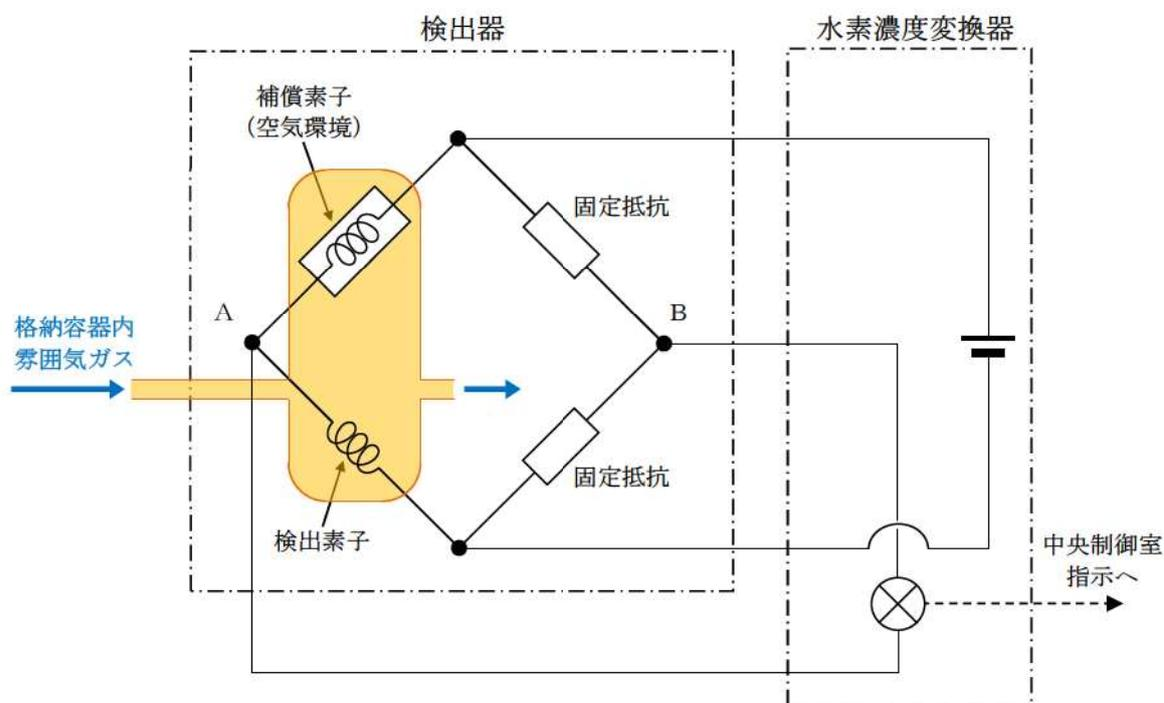 検出器
水素濃度変換器
補償素子
（空気環境）
固定抵抗
A
B
格納容器内
雰囲気ガス
固定抵抗
検出素子
中央制御室
指示へ